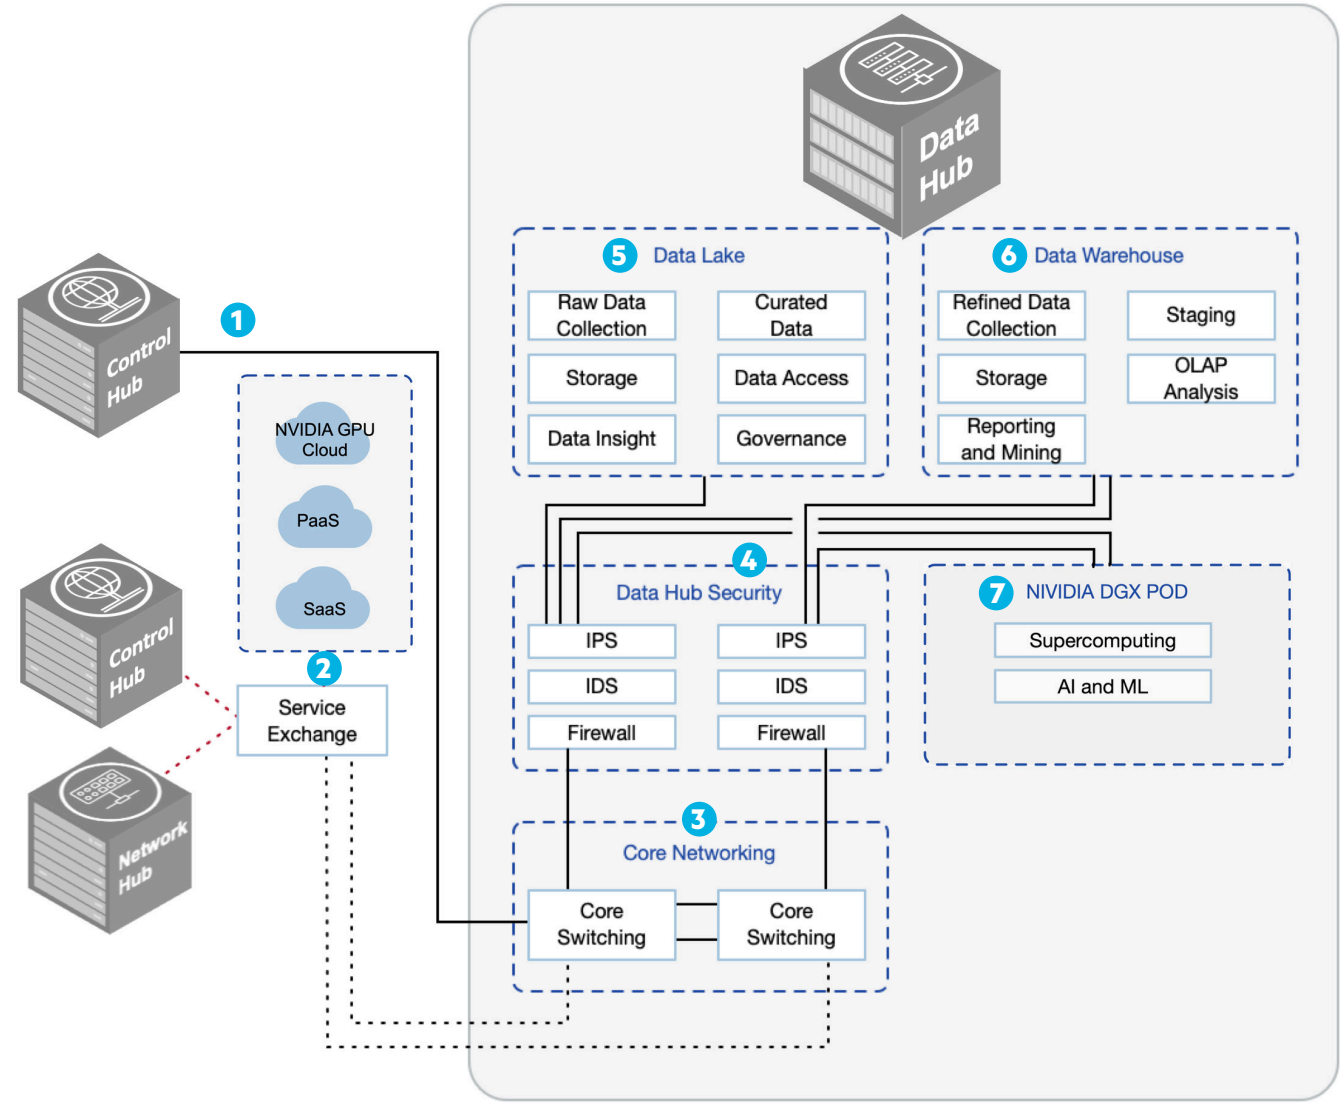 Data
Hub
5 Data Lake
Raw Data
Collection
Curated
Data
Storage
Data Access
Data Insight
Governance
6 Data Warehouse
Refined Data
Collection
Staging
Storage
OLAP
Analysis
Reporting
and Mining
Control
Hub
1
NVIDIA GPU
Cloud
PaaS
SaaS
2
Service
Exchange
Control
Hub
Network
Hub
4
Data Hub Security
IPS
IPS
IDS
IDS
Firewall
Firewall
7 NIVIDIA DGX POD
Supercomputing
AI and ML
3
Core Networking
Core
Switching
Core
Switching